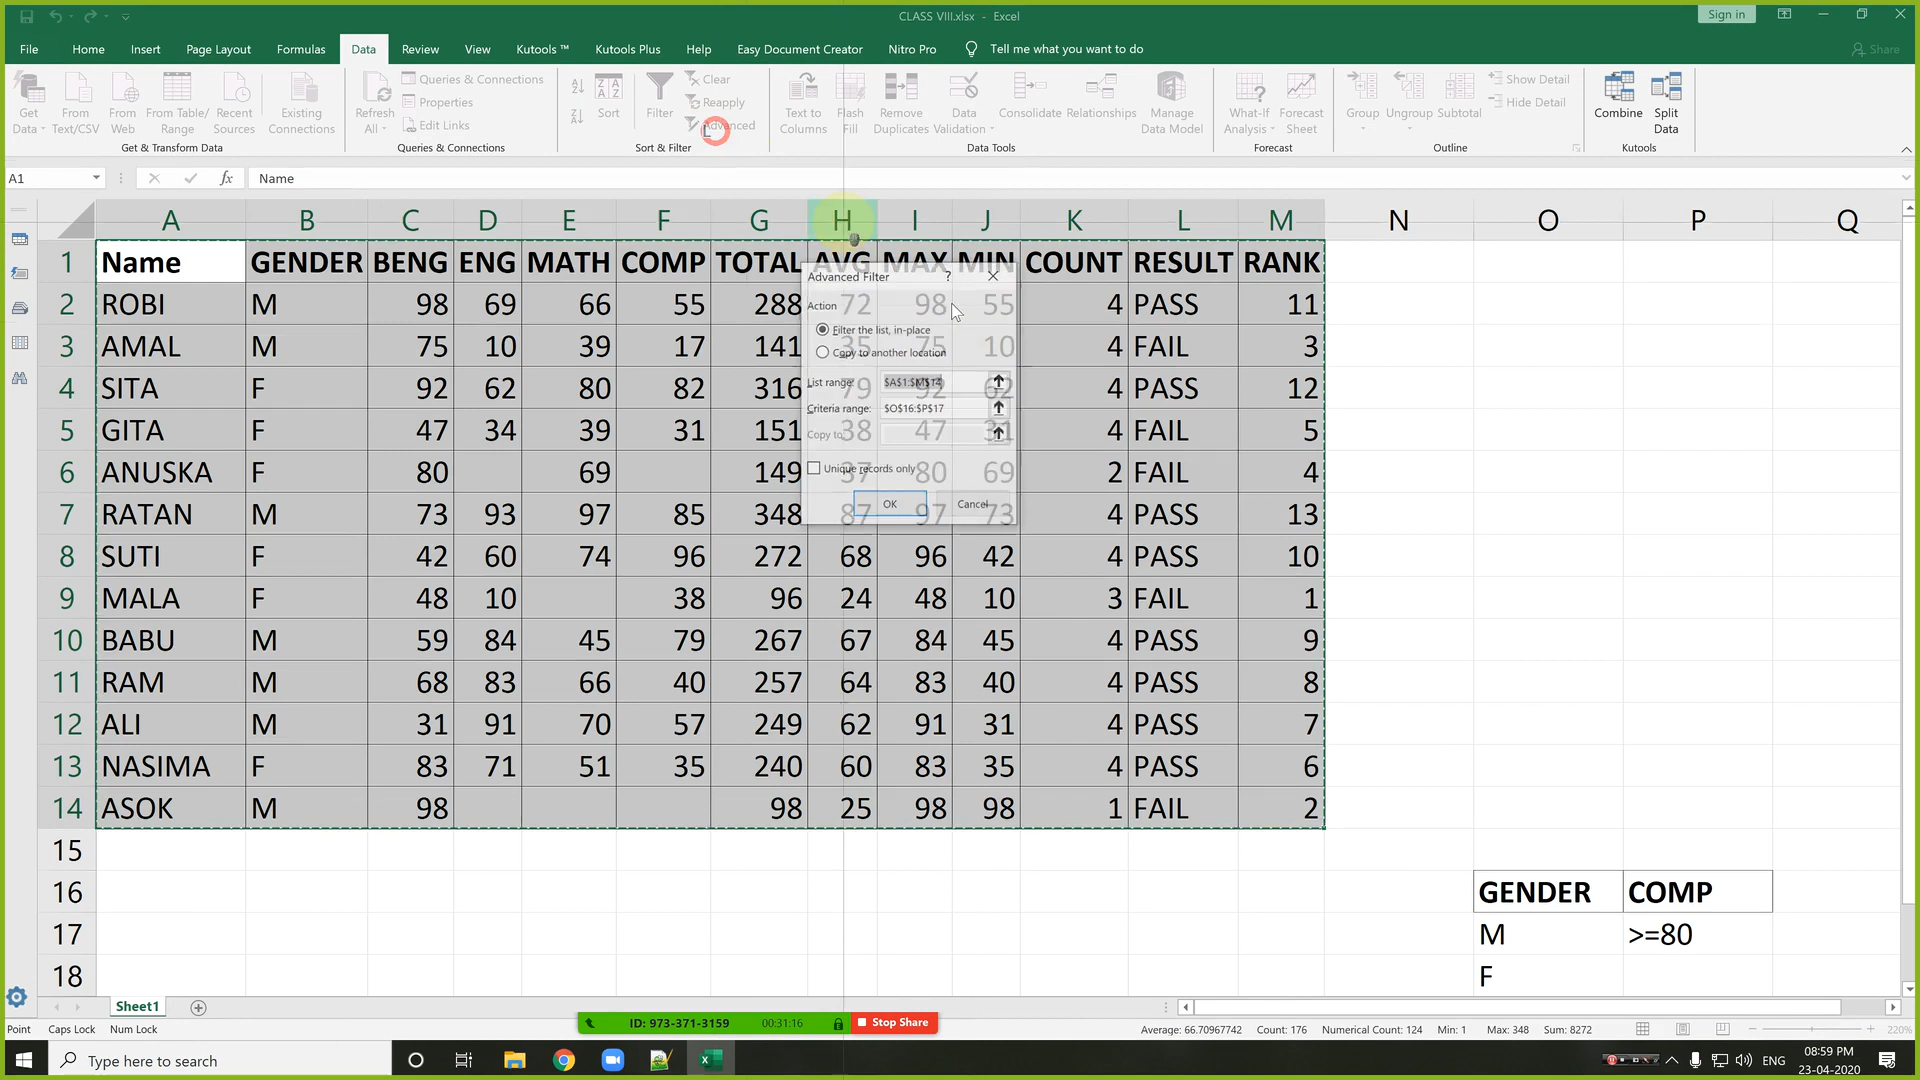 CLASS VIII.xlsx - Excel
Sign in
File Home Insert Page Layout Formulas Data Review View Kutools ™ Kutools Plus Help Easy Document Creator Nitro Pro Tell me what you want to do Share
Get Data From Text/CSV From Web From Table/ Range Recent Sources Existing Connections
Get & Transform Data
Refresh All Queries & Connections Properties Edit Links
Queries & Connections
Sort Filter Clear Reapply Advanced
Sort & Filter
Text to Columns Flash Fill Remove Duplicates Data Validation Consolidate Relationships Manage Data Model
Data Tools
What-If Analysis Forecast Sheet
Forecast
Group Ungroup Subtotal Show Detail Hide Detail
Outline
Combine Split Data
Kutools
A1 fx Name
A B C D E F G H I J K L M N O P Q
1 Name GENDER BENG ENG MATH COMP TOTAL AVG MAX MIN COUNT RESULT RANK
2 ROBI M 98 69 66 55 288 72 98 55 4 PASS 11
3 AMAL M 75 10 39 17 141 35 75 10 4 FAIL 3
4 SITA F 92 62 80 82 316 79 92 62 4 PASS 12
5 GITA F 47 34 39 31 151 38 47 31 4 FAIL 5
6 ANUSKA F 80 69 149 37 80 69 2 FAIL 4
7 RATAN M 73 93 97 85 348 87 97 73 4 PASS 13
8 SUTI F 42 60 74 96 272 68 96 42 4 PASS 10
9 MALA F 48 10 38 96 24 48 10 3 FAIL 1
10 BABU M 59 84 45 79 267 67 84 45 4 PASS 9
11 RAM M 68 83 66 40 257 64 83 40 4 PASS 8
12 ALI M 31 91 70 57 249 62 91 31 4 PASS 7
13 NASIMA F 83 71 51 35 240 60 83 35 4 PASS 6
14 ASOK M 98 98 25 98 98 1 FAIL 2
15
16 GENDER COMP
17 M >=80
18 F
Advanced Filter ?
Action
Filter the list, in-place
Copy to another location
List range: $A$1:$M$14
Criteria range: $O$16:$P$17
Copy to:
Unique records only
OK Cancel
Sheet1
Point Caps Lock Num Lock
ID: 973-371-3159 00:31:16 Stop Share
Average: 66.70967742 Count: 176 Numerical Count: 124 Min: 1 Max: 348 Sum: 8272 220%
Type here to search
ENG
08:59 PM
23-04-2020